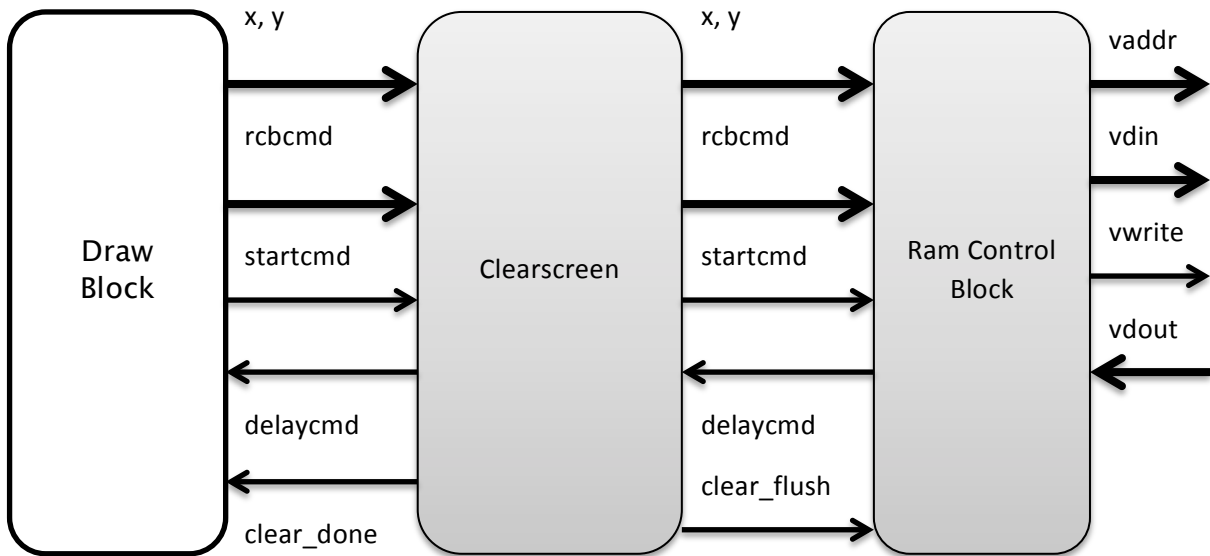 x, y
rcbcmd
startcmd
delaycmd
clear_done
Draw
Block
Clearscreen
x, y
rcbcmd
startcmd
delaycmd
clear_flush
Ram Control
Block
vaddr
vdin
vwrite
vdout